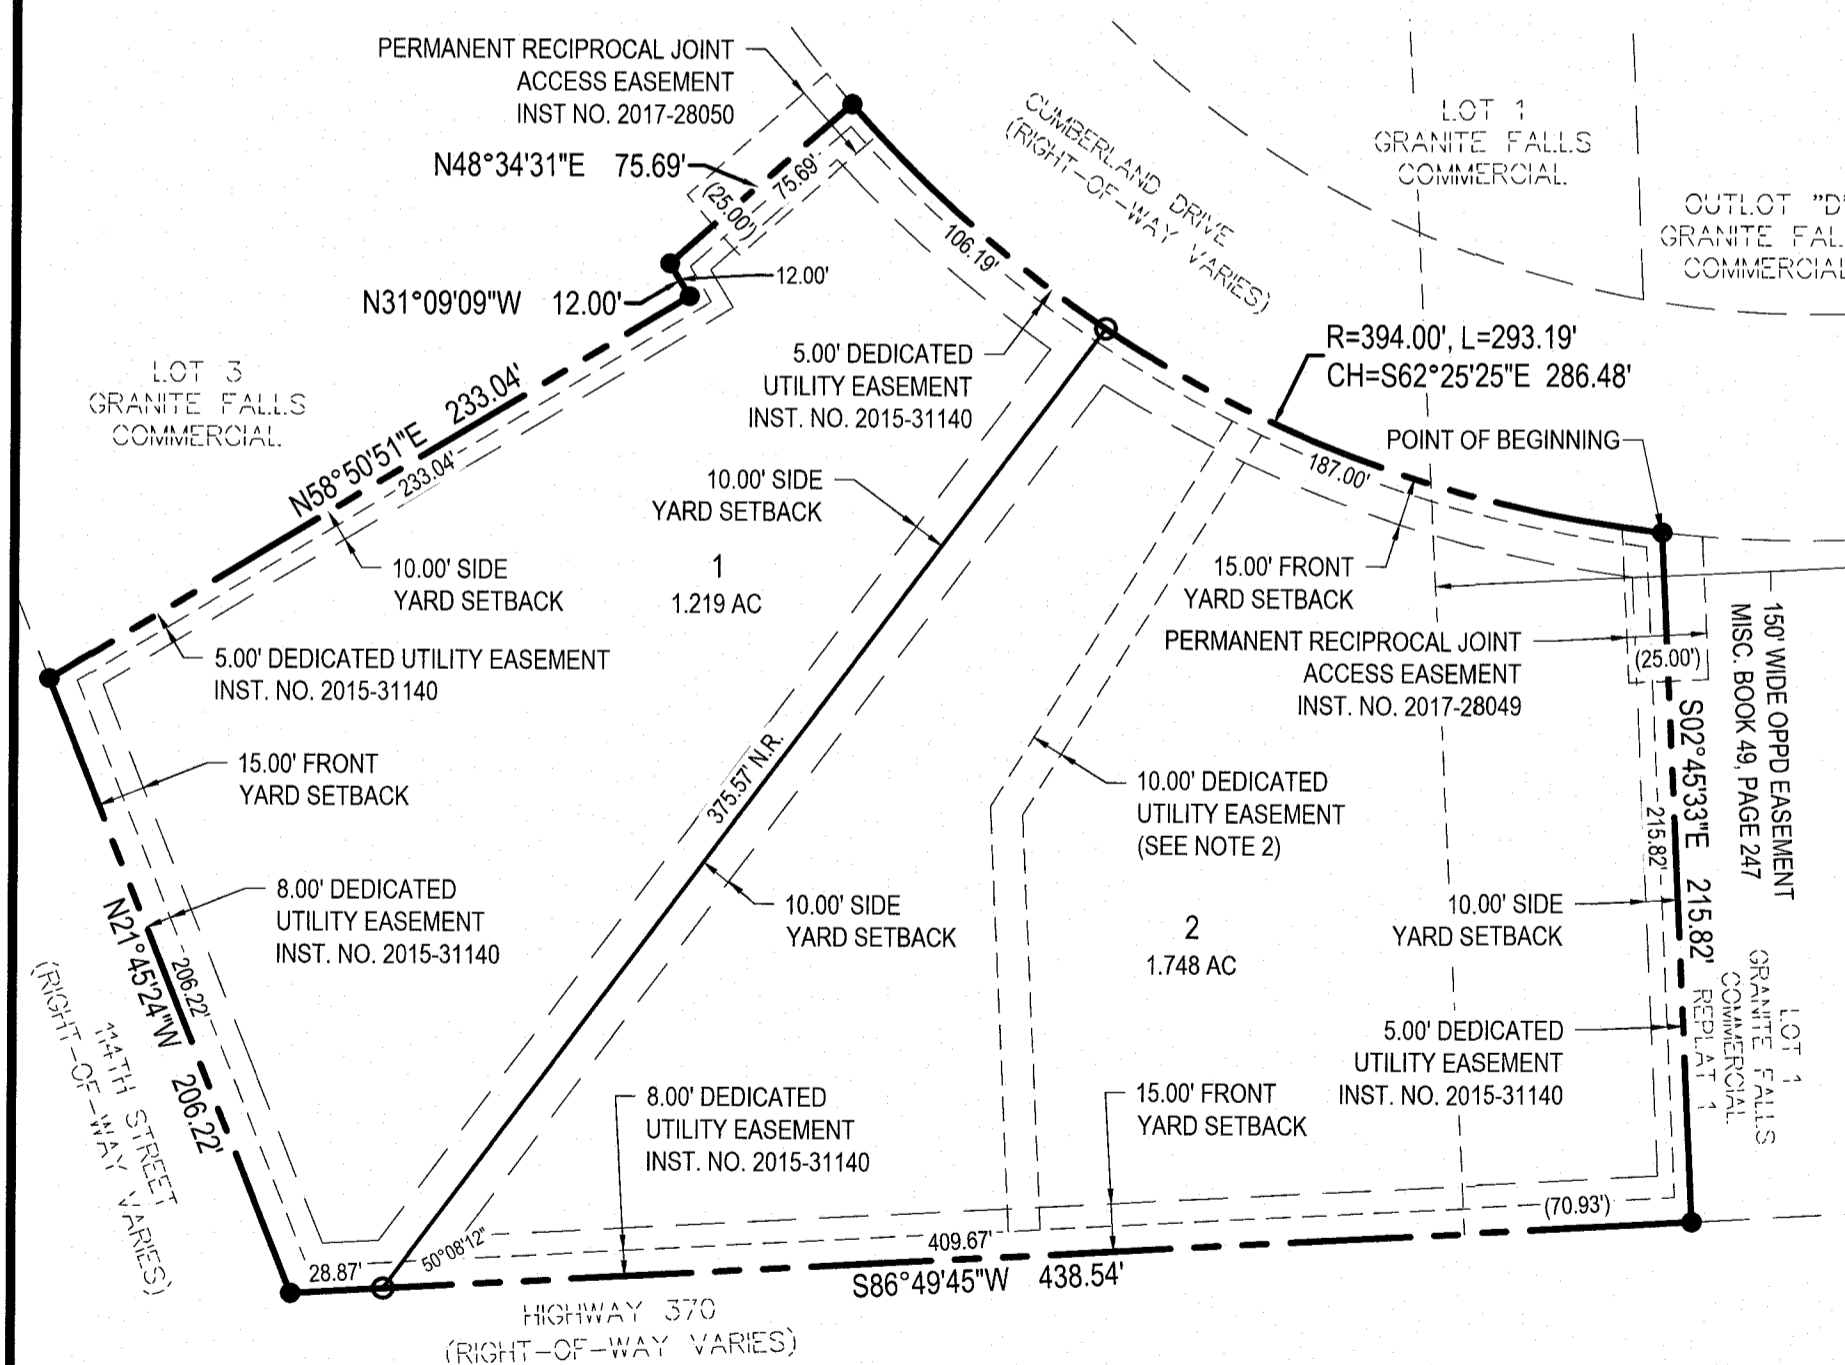 PERMANENT RECIPROCAL JOINT
ACCESS EASEMENT
INST NO. 2017-28050
N48°34'31"E 75.69'
75.69'
(25.00')
12.00'
N31°09'09"W 12.00'
CUMBERLAND DRIVE
(RIGHT-OF-WAY VARIES)
LOT 1
GRANITE FALLS
COMMERCIAL
OUTLOT "D"
GRANITE FAL
COMMERCIAL
106.19'
R=394.00', L=293.19'
CH=S62°25'25"E 286.48'
5.00' DEDICATED
UTILITY EASEMENT
INST. NO. 2015-31140
LOT 3
GRANITE FALLS
COMMERCIAL
N58°50'51"E 233.04'
233.04'
POINT OF BEGINNING
187.00'
10.00' SIDE
YARD SETBACK
10.00' SIDE
YARD SETBACK
1
1.219 AC
15.00' FRONT
YARD SETBACK
PERMANENT RECIPROCAL JOINT
ACCESS EASEMENT
INST. NO. 2017-28049
(25.00')
150' WIDE OPPD EASEMENT
MISC. BOOK 49, PAGE 247
5.00' DEDICATED UTILITY EASEMENT
INST. NO. 2015-31140
S02°45'33"E 215.82'
215.82'
15.00' FRONT
YARD SETBACK
375.57' N.R.
10.00' DEDICATED
UTILITY EASEMENT
(SEE NOTE 2)
8.00' DEDICATED
UTILITY EASEMENT
INST. NO. 2015-31140
10.00' SIDE
YARD SETBACK
2
1.748 AC
10.00' SIDE
YARD SETBACK
N21°45'24"W 206.22'
206.22'
114TH STREET
(RIGHT-OF-WAY VARIES)
LOT 1
GRANITE FALLS
COMMERCIAL
REPLAT 1
5.00' DEDICATED
UTILITY EASEMENT
INST. NO. 2015-31140
8.00' DEDICATED
UTILITY EASEMENT
INST. NO. 2015-31140
15.00' FRONT
YARD SETBACK
(70.93')
28.87'
50°08'12"
409.67'
S86°49'45"W 438.54'
HIGHWAY 370
(RIGHT-OF-WAY VARIES)